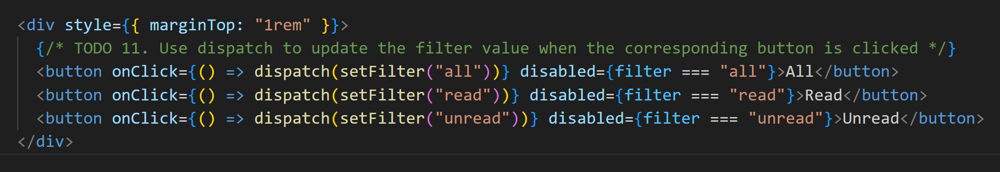 <div style={{ marginTop: "1rem" }}>
{/* TODO 11. Use dispatch to update the filter value when the corresponding button is clicked */}
<button onClick={() => dispatch(setFilter("all"))} disabled={filter === "all"}>All</button>
<button onClick={() => dispatch(setFilter("read"))} disabled={filter === "read"}>Read</button>
<button onClick={() => dispatch(setFilter("unread"))} disabled={filter === "unread"}>Unread</button>
</div>